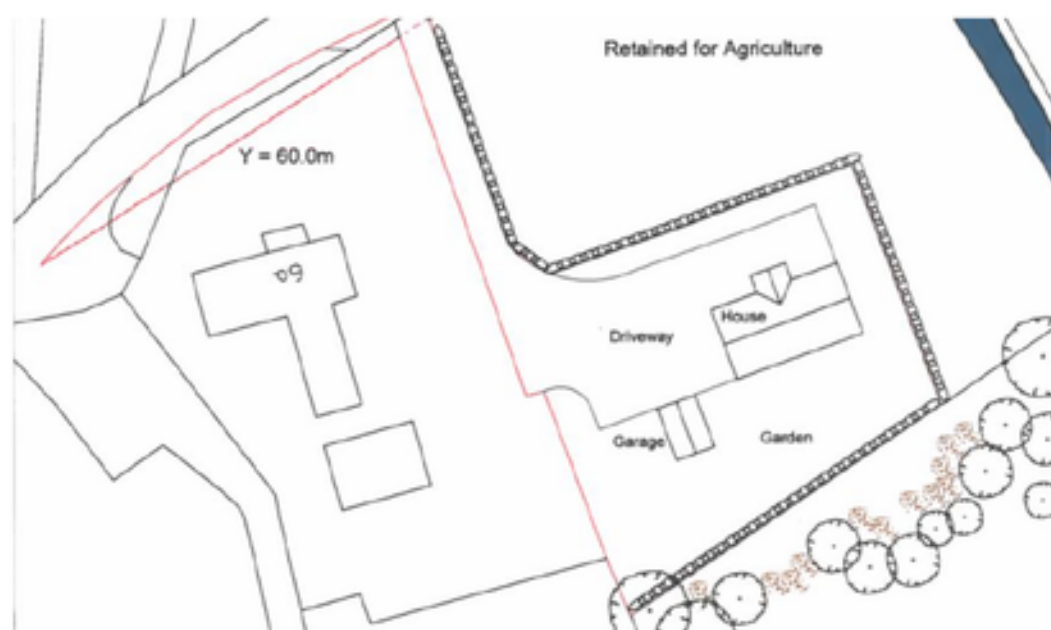 Retained for Agriculture
Y = 60.0m
House
Driveway
Garage
Garden